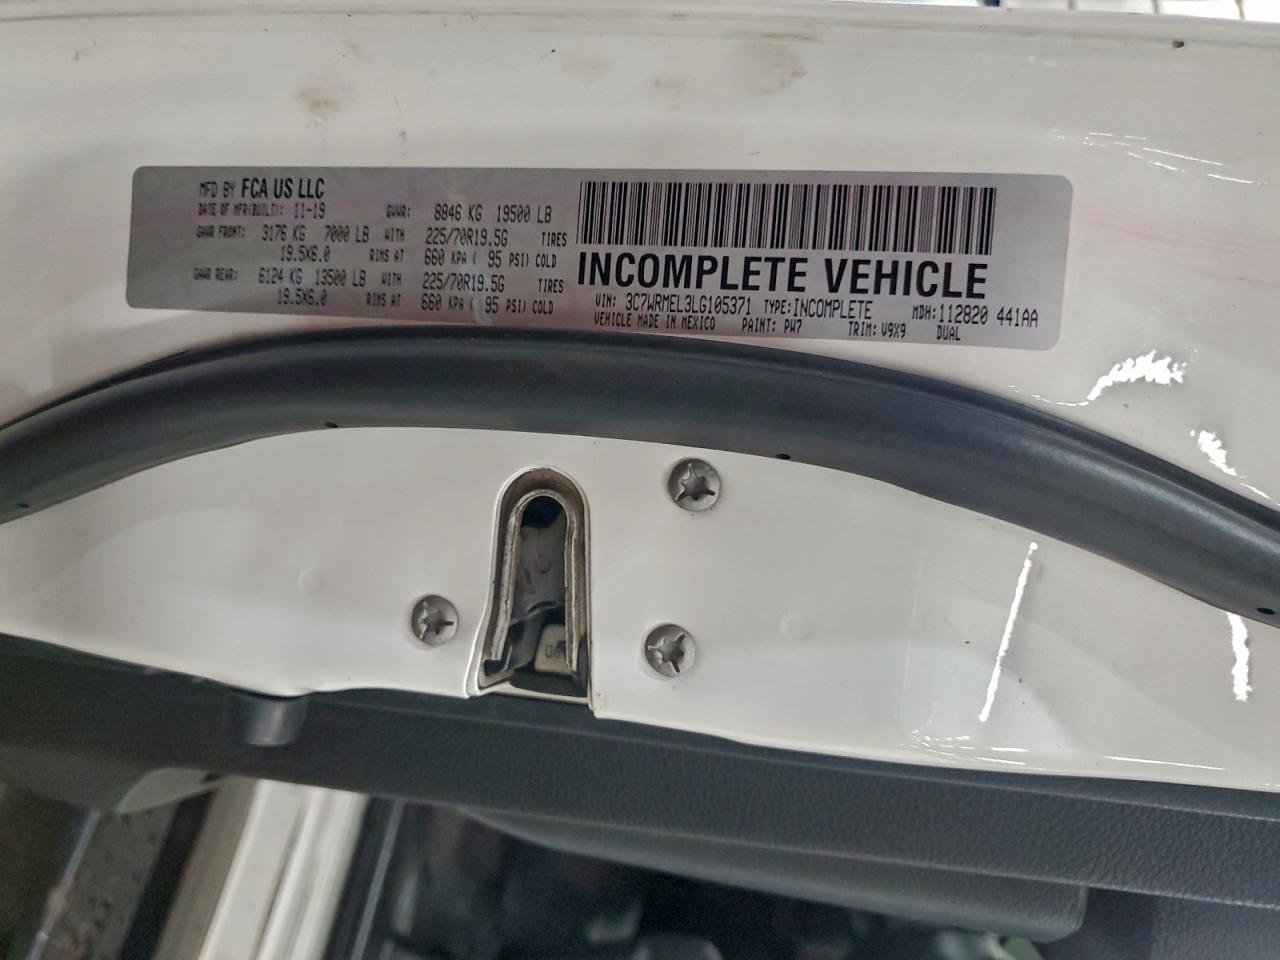 MFD BY FCA US LLC
DATE OF MFR(BUILT): 11-19 GVWR: 8846 KG 19500 LB
GAWR FRONT: 3176 KG 7000 LB WITH 225/70R19.5G TIRES
19.5X6.0 RIMS AT 660 KPA ( 95 PSI) COLD
GAWR REAR: 6124 KG 13500 LB WITH 225/70R19.5G TIRES
19.5X6.0 RIMS AT 660 KPA ( 95 PSI) COLD
INCOMPLETE VEHICLE
VIN: 3C7WRMEL3LG105371 TYPE:INCOMPLETE MDH:112820 441AA
VEHICLE MADE IN MEXICO PAINT: PW7 TRIM: V9X9 DUAL